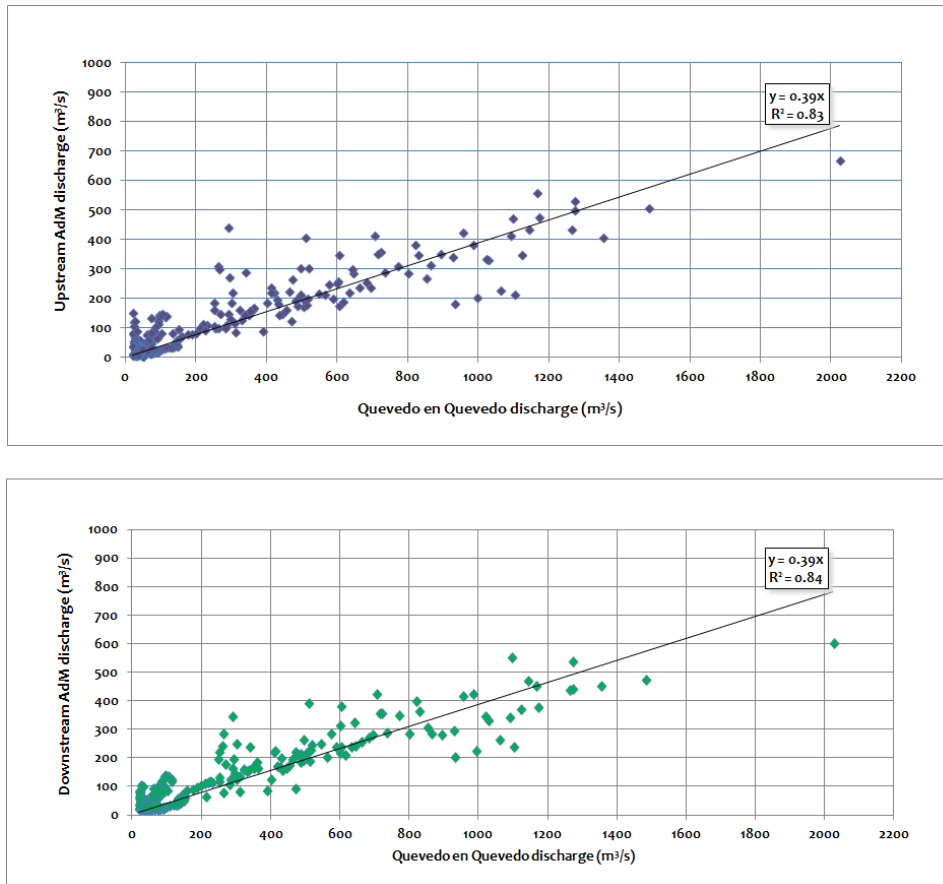 1000
900
800
700
600
500
400
300
200
100
0
Upstream AdM discharge (m³/s)
y = 0.39x
R² = 0.83
0 200 400 600 800 1000 1200 1400 1600 1800 2000 2200
Quevedo en Quevedo discharge (m³/s)
1000
900
800
700
600
500
400
300
200
100
0
Downstream AdM discharge (m³/s)
y = 0.39x
R² = 0.84
0 200 400 600 800 1000 1200 1400 1600 1800 2000 2200
Quevedo en Quevedo discharge (m³/s)